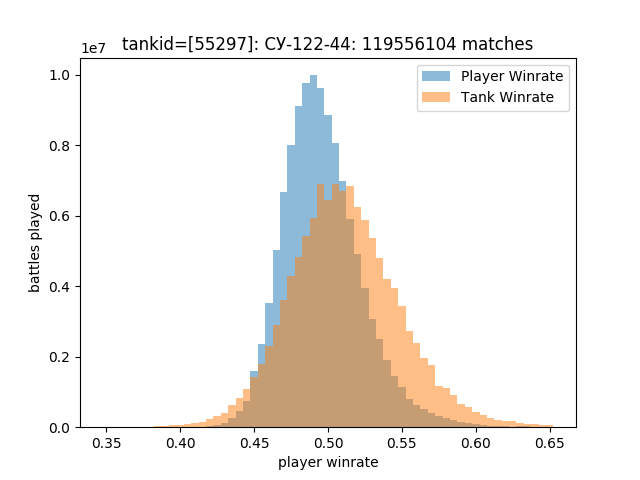 tankid=[55297]: СУ-122-44: 119556104 matches
1e7
Player Winrate
Tank Winrate
1.0
0.8
0.6
0.4
0.2
0.0
battles played
0.35 0.40 0.45 0.50 0.55 0.60 0.65
player winrate